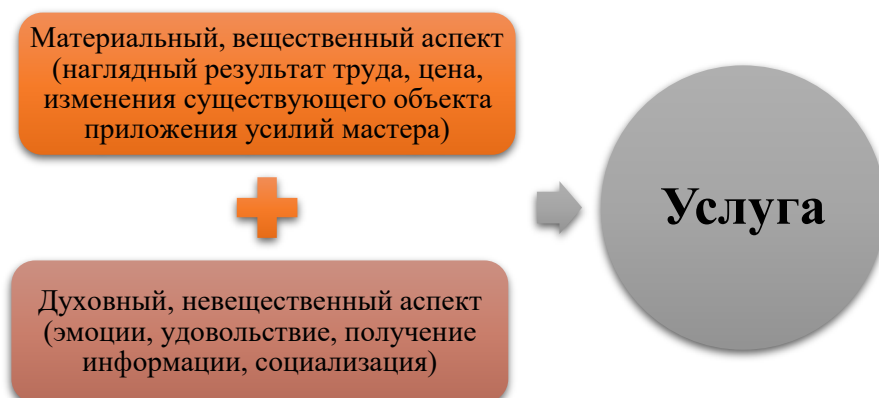 Материальный, вещественный аспект
(наглядный результат труда, цена,
изменения существующего объекта
приложения усилий мастера)
Духовный, невещественный аспект
(эмоции, удовольствие, получение
информации, социализация)
Услуга